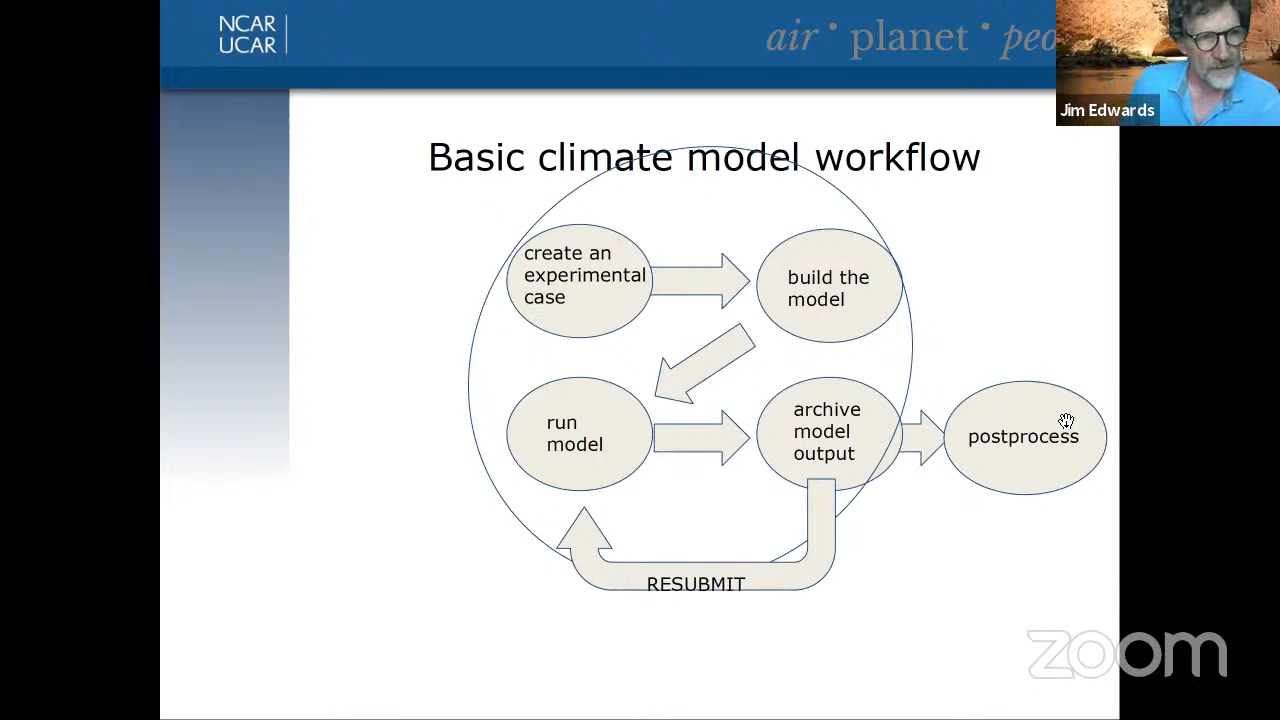 NCAR
UCAR
air • planet • peo
Jim Edwards
Basic climate model workflow
create an
experimental
case
build the
model
run
model
archive
model
output
postprocess
RESUBMIT
zoom